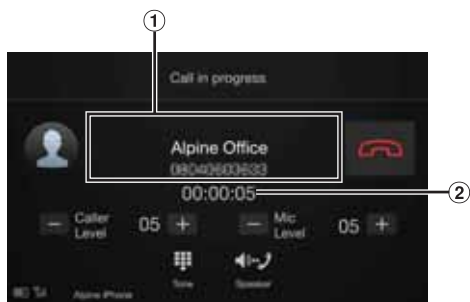 ①
Call in progress
Alpine Office
08040603633
00:00:05 ②
− Caller Level 05 + − Mic Level 05 +
Tone Speaker
Alpine iPhone